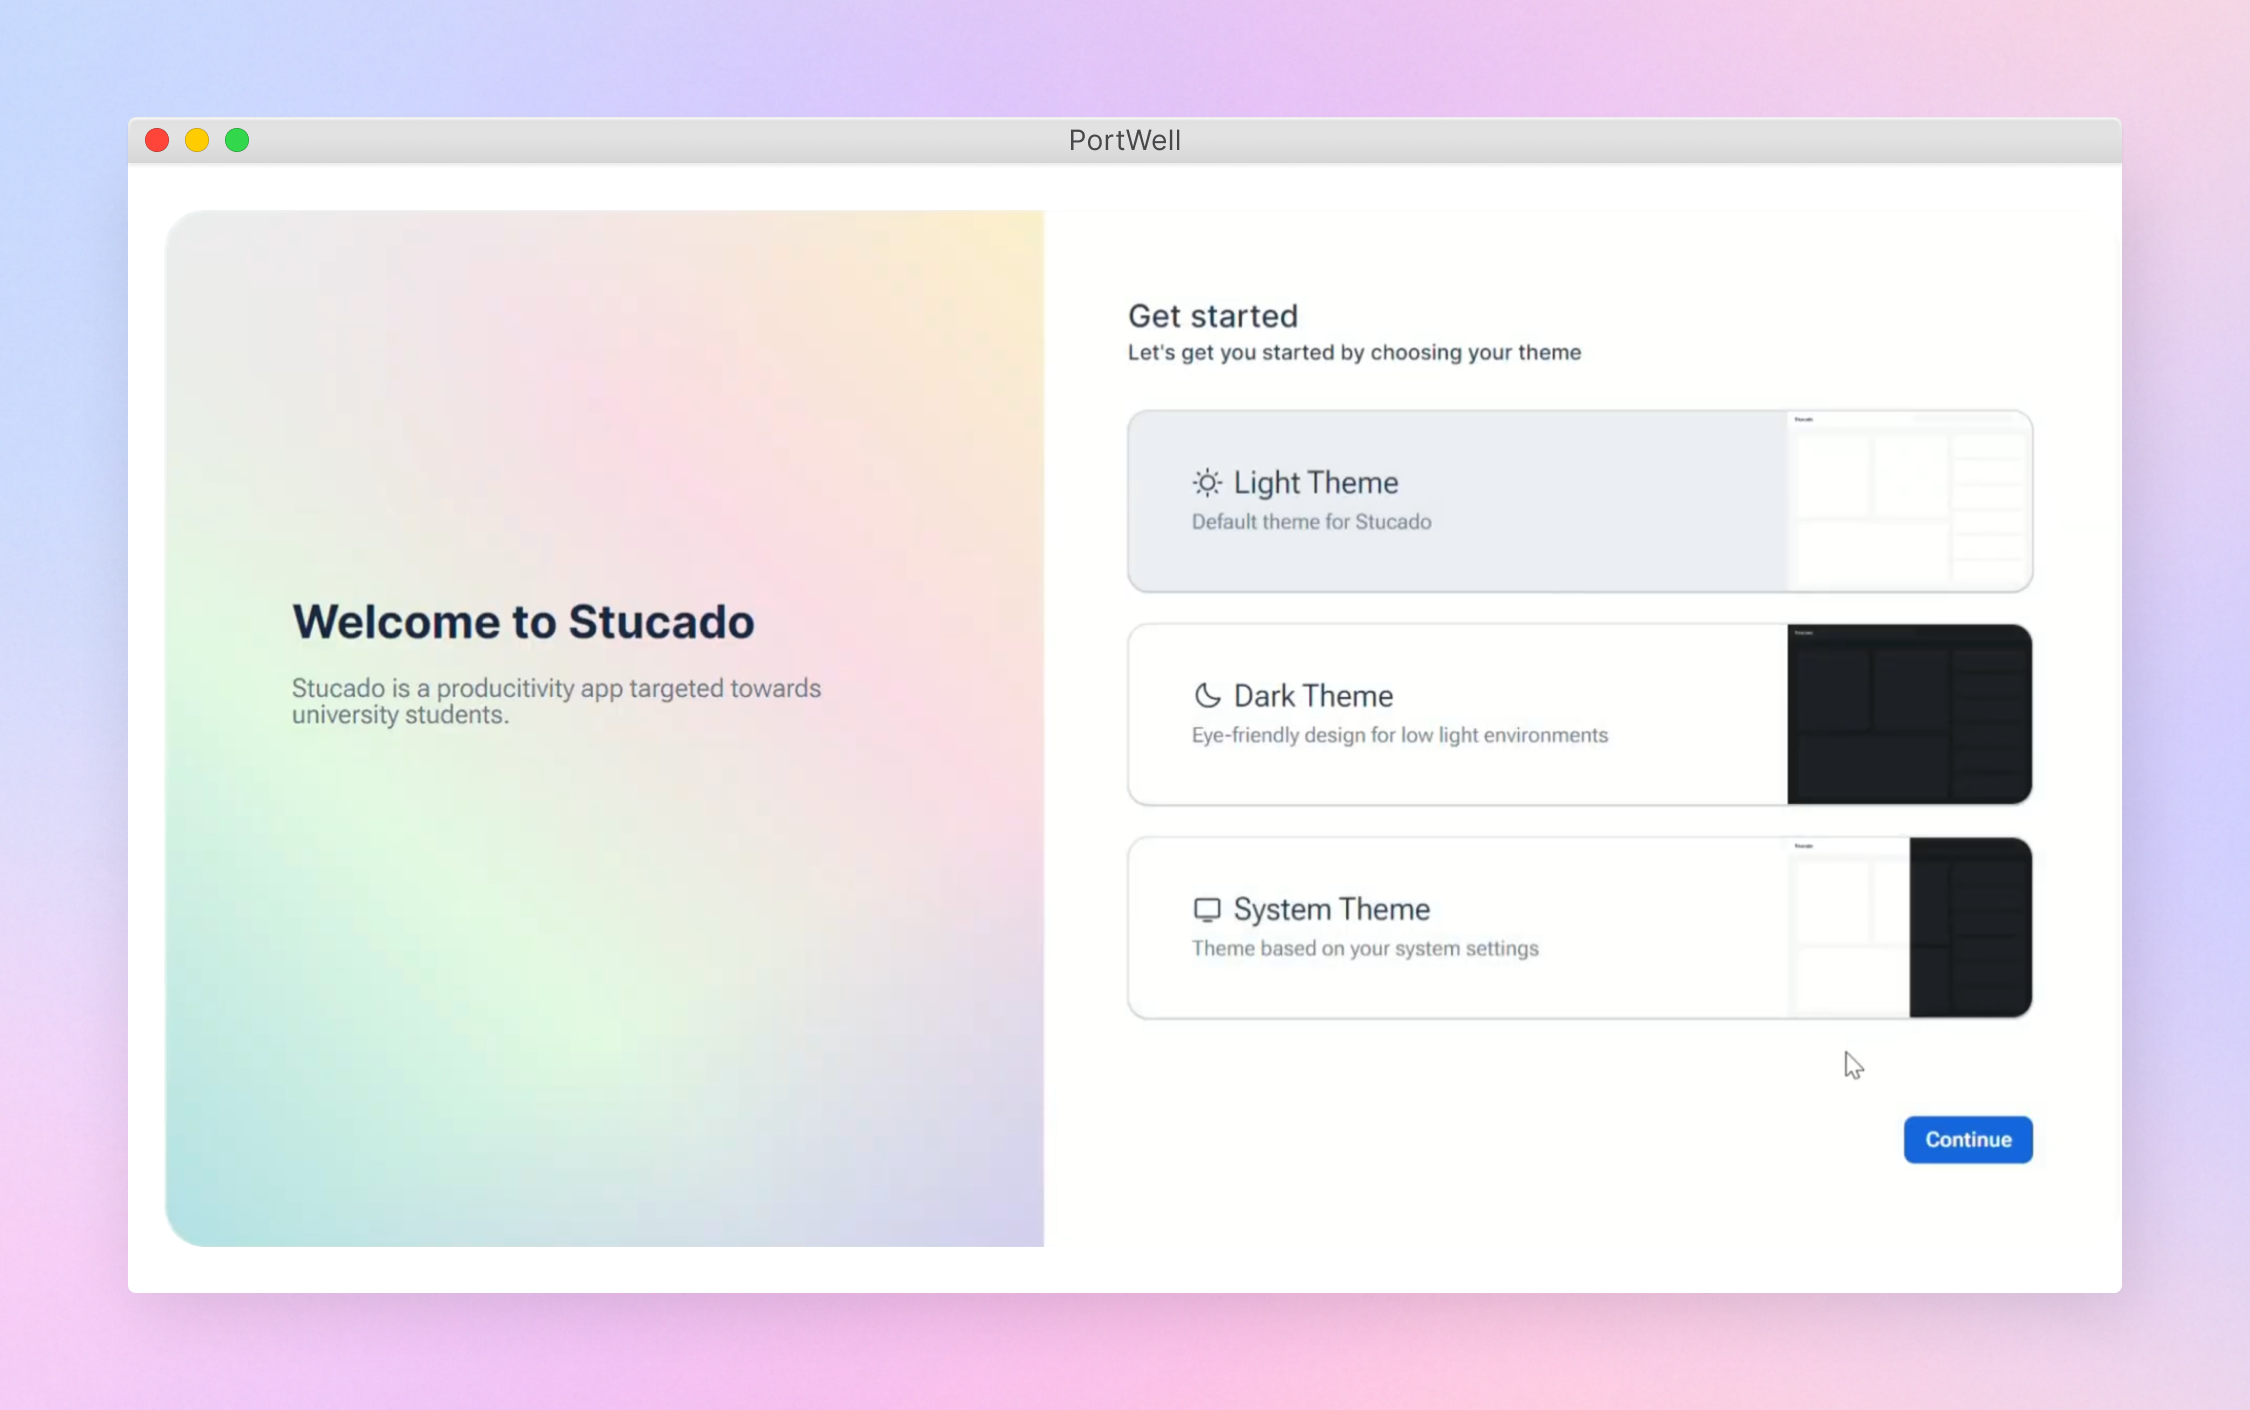 PortWell
Welcome to Stucado
Stucado is a producitivity app targeted towards
university students.
Get started
Let's get you started by choosing your theme
Light Theme
Default theme for Stucado
Dark Theme
Eye-friendly design for low light environments
System Theme
Theme based on your system settings
Continue